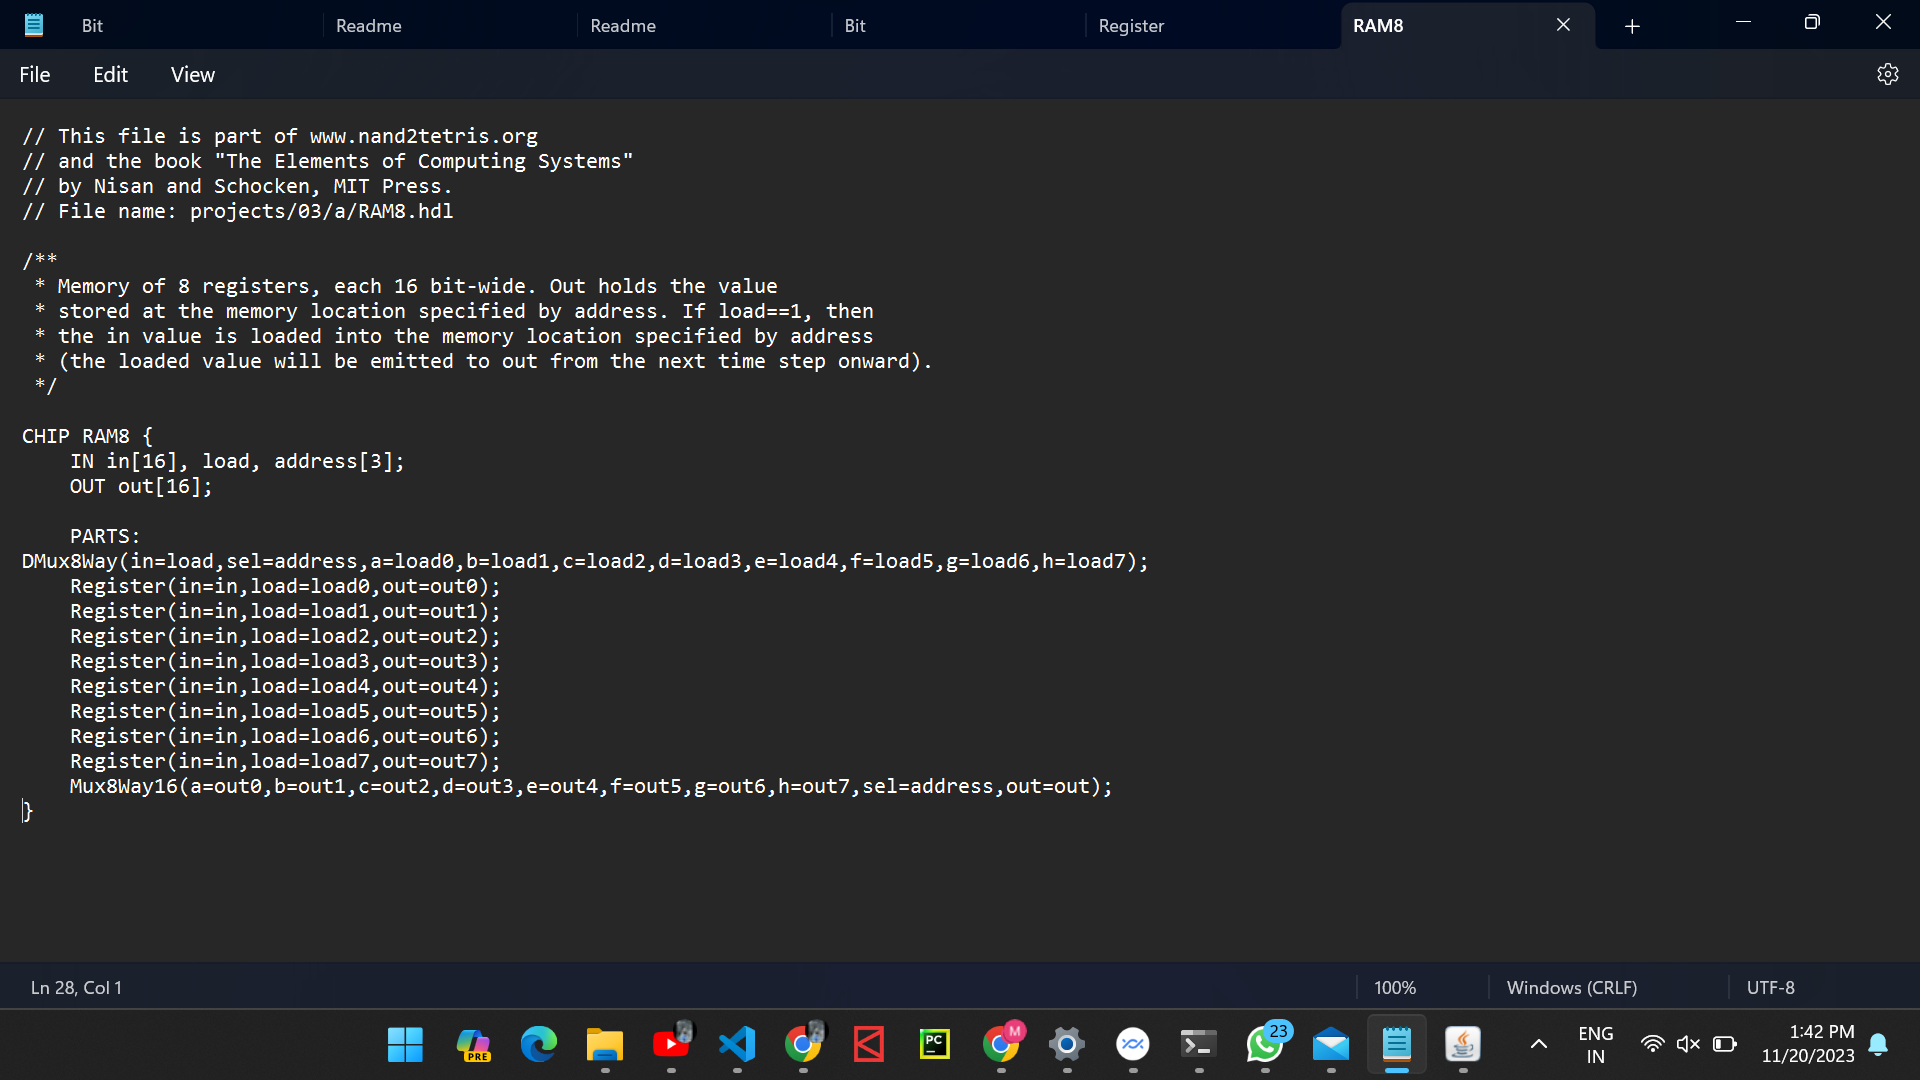 Bit
Readme
Readme
Bit
Register
RAM8
File
Edit
View
// This file is part of www.nand2tetris.org
// and the book "The Elements of Computing Systems"
// by Nisan and Schocken, MIT Press.
// File name: projects/03/a/RAM8.hdl
/**
* Memory of 8 registers, each 16 bit-wide. Out holds the value
* stored at the memory location specified by address. If load==1, then
* the in value is loaded into the memory location specified by address
* (the loaded value will be emitted to out from the next time step onward).
*/
CHIP RAM8 {
IN in[16], load, address[3];
OUT out[16];
PARTS:
DMux8Way(in=load,sel=address,a=load0,b=load1,c=load2,d=load3,e=load4,f=load5,g=load6,h=load7);
Register(in=in,load=load0,out=out0);
Register(in=in,load=load1,out=out1);
Register(in=in,load=load2,out=out2);
Register(in=in,load=load3,out=out3);
Register(in=in,load=load4,out=out4);
Register(in=in,load=load5,out=out5);
Register(in=in,load=load6,out=out6);
Register(in=in,load=load7,out=out7);
Mux8Way16(a=out0,b=out1,c=out2,d=out3,e=out4,f=out5,g=out6,h=out7,sel=address,out=out);
}
Ln 28, Col 1
100%
Windows (CRLF)
UTF-8
PRE
PC
M
23
ENG
IN
1:42 PM
11/20/2023